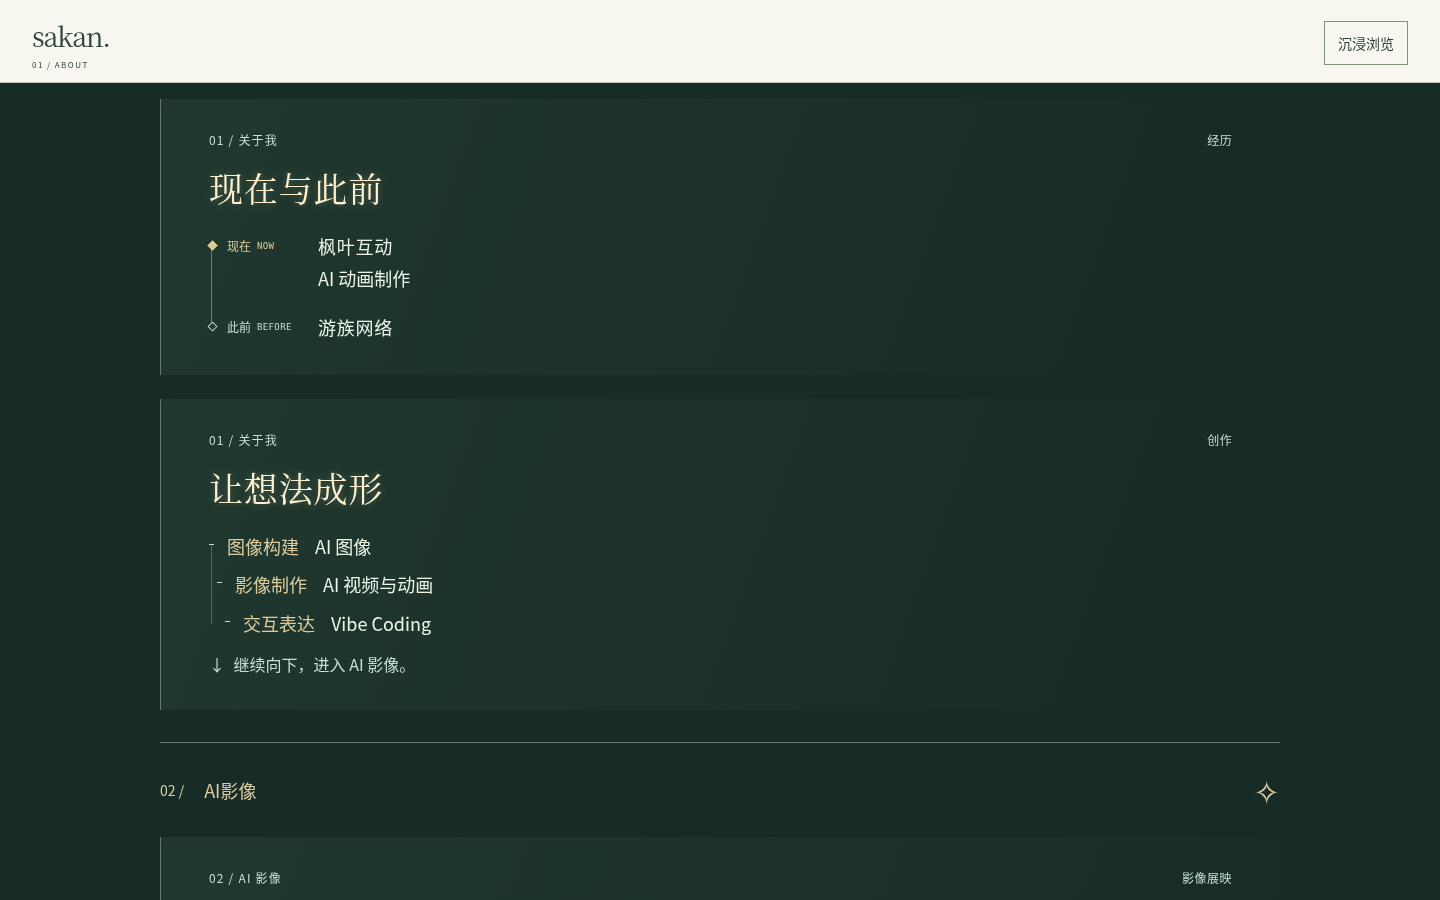 sakan.
01 / ABOUT
沉浸浏览
01 / 关于我
经历
现在与此前
现在 NOW 枫叶互动
AI 动画制作
此前 BEFORE 游族网络
01 / 关于我
创作
让想法成形
图像构建 AI 图像
影像制作 AI 视频与动画
交互表达 Vibe Coding
↓ 继续向下，进入 AI 影像。
02 / AI影像
02 / AI 影像
影像展映